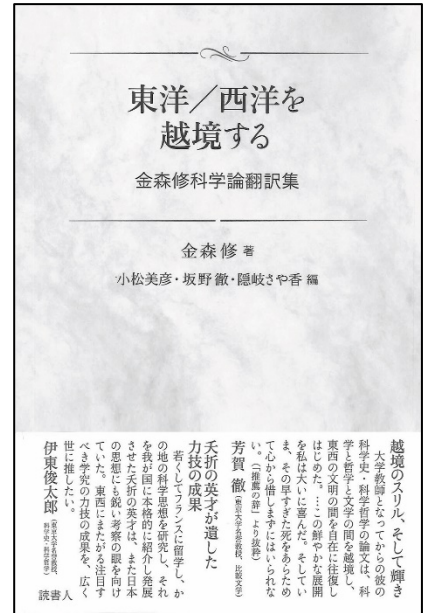 東洋／西洋を
越境する
金森修科学論翻訳集
金森修 著
小松美彦・坂野徹・隠岐さや香 編
越境のスリル、そして輝き
大学教師となってからの彼の
科学史・科学哲学の論文は、科
学と哲学と文学の間を越境し、
東西の文明の間を自在に往復し
はじめた。…この鮮やかな展開
を私は大いに喜んだ。そしてい
ま、その早すぎた死をあらため
て心から惜しまずにはいられな
い。（「推薦の辞」より抜粋）
芳賀 徹（東京大学名誉教授、比較文学）
夭折の英才が遺した
力技の成果
若くしてフランスに留学し、か
の地の科学思想を研究し、それ
を我が国に本格的に紹介し発展
させた夭折の英才は、また日本
の思想にも鋭い考察の眼を向け
ていた。東西にまたがる注目す
べき学究の力技の成果を、広く
世に推したい。
伊東俊太郎（東京大学名誉教授、科学史・科学哲学）
読書人